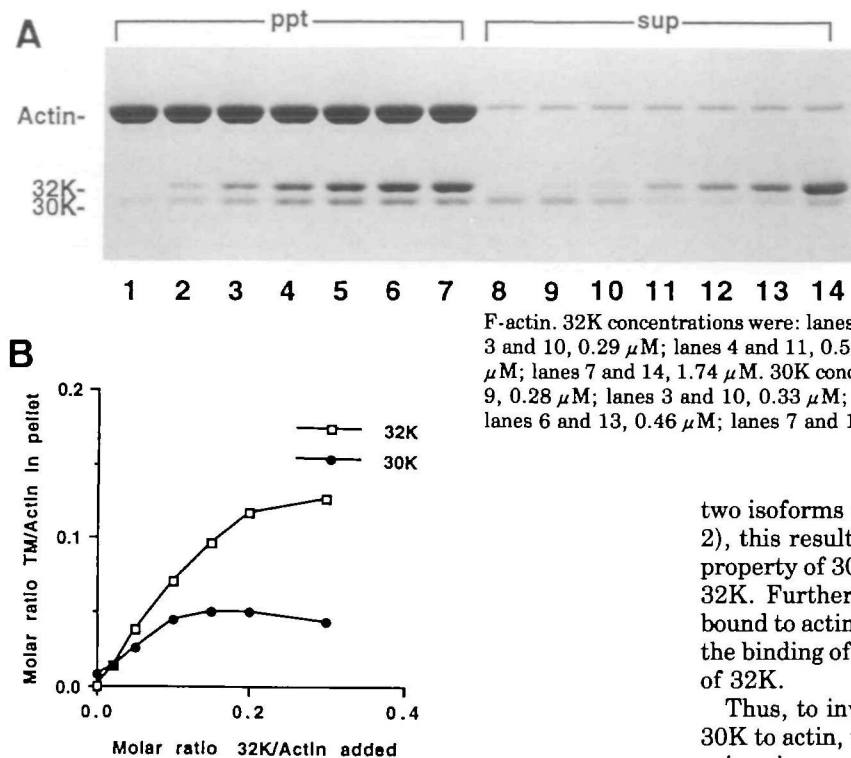 A
ppt
sup
Actin-
32K-
30K-
1 2 3 4 5 6 7 8 9 10 11 12 13 14
F-actin. 32K concentrations were: lanes
3 and 10, 0.29 μM; lanes 4 and 11, 0.5
μM; lanes 7 and 14, 1.74 μM. 30K conc
9, 0.28 μM; lanes 3 and 10, 0.33 μM;
lanes 6 and 13, 0.46 μM; lanes 7 and 1
B
Molar ratio TM/Actin in pellet
0.2
0.1
0.0
32K
30K
0.0 0.2 0.4
Molar ratio 32K/Actin added
two isoforms
2), this result
property of 30
32K. Further
bound to actin
the binding of
of 32K.
Thus, to inv
30K to actin,